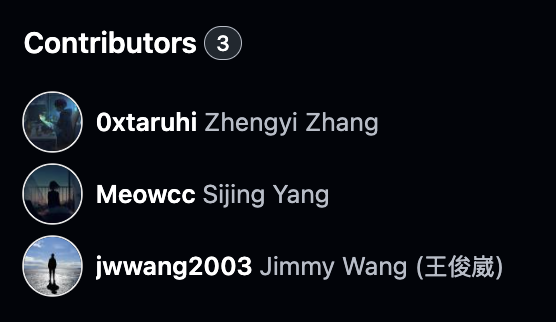 Contributors 3
0xtaruhi Zhengyi Zhang
Meowcc Sijing Yang
jwwang2003 Jimmy Wang (王俊崴)